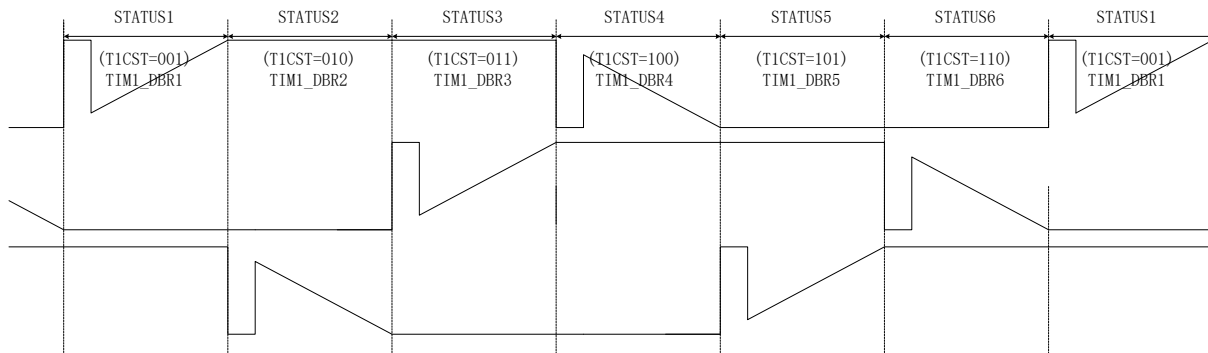 STATUS1 STATUS2 STATUS3 STATUS4 STATUS5 STATUS6 STATUS1
(T1CST=001) (T1CST=010) (T1CST=011) (T1CST=100) (T1CST=101) (T1CST=110) (T1CST=001)
TIM1_DBR1 TIM1_DBR2 TIM1_DBR3 TIM1_DBR4 TIM1_DBR5 TIM1_DBR6 TIM1_DBR1